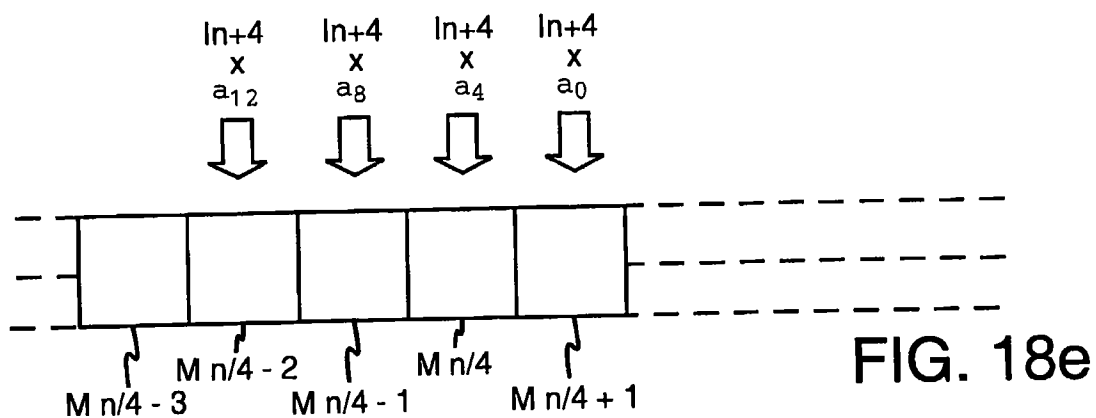 In+4 In+4 In+4 In+4
x x x x
a12 a8 a4 a0
M n/4 - 2 M n/4
M n/4 - 3 M n/4 - 1 M n/4 + 1
FIG. 18e